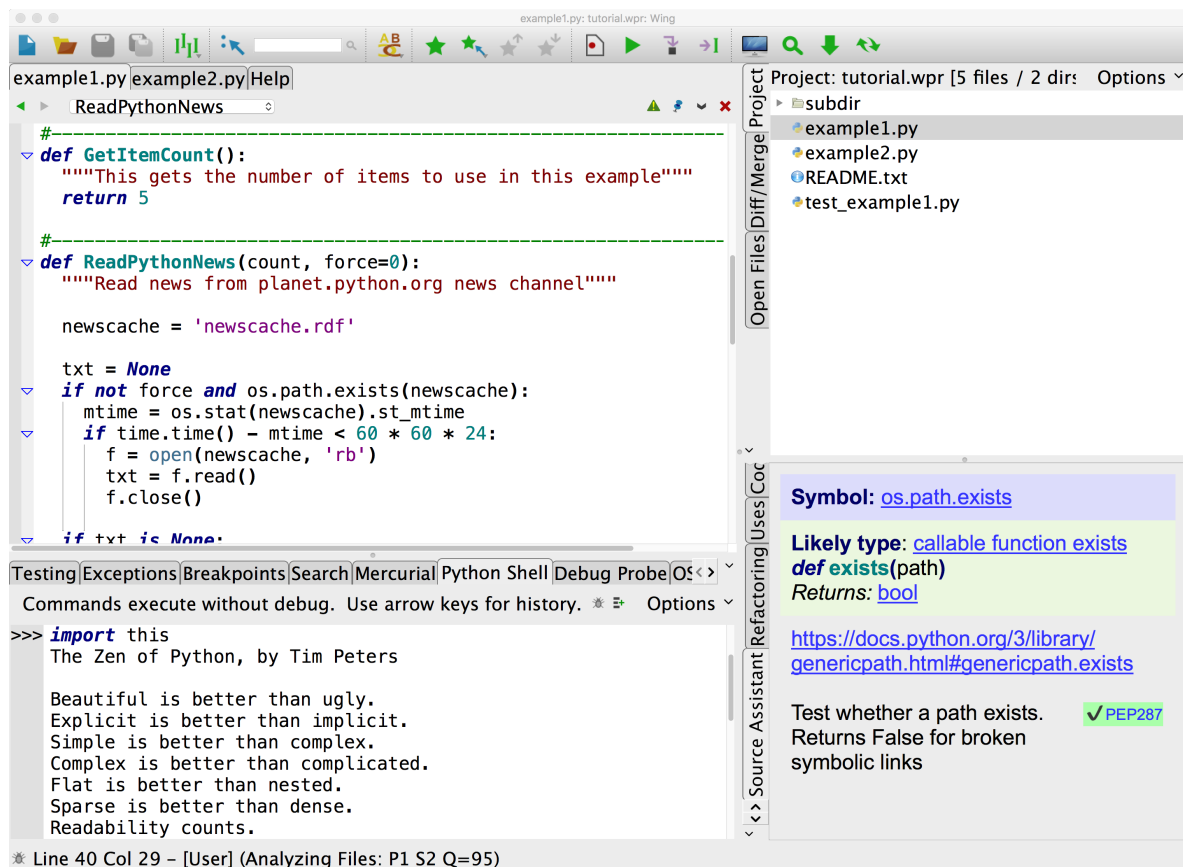 example1.py: tutorial.wpr: Wing
example1.py example2.py Help
ReadPythonNews
#--------------------------------------------------------------
def GetItemCount():
"""This gets the number of items to use in this example"""
return 5
#--------------------------------------------------------------
def ReadPythonNews(count, force=0):
"""Read news from planet.python.org news channel"""
newscache = 'newscache.rdf'
txt = None
if not force and os.path.exists(newscache):
mtime = os.stat(newscache).st_mtime
if time.time() - mtime < 60 * 60 * 24:
f = open(newscache, 'rb')
txt = f.read()
f.close()
if txt is None:
Testing Exceptions Breakpoints Search Mercurial Python Shell Debug Probe OS
Commands execute without debug. Use arrow keys for history. Options
>>> import this
The Zen of Python, by Tim Peters
Beautiful is better than ugly.
Explicit is better than implicit.
Simple is better than complex.
Complex is better than complicated.
Flat is better than nested.
Sparse is better than dense.
Readability counts.
Line 40 Col 29 – [User] (Analyzing Files: P1 S2 Q=95)
Project
Diff/Merge
Open Files
Project: tutorial.wpr [5 files / 2 dirs Options
subdir
example1.py
example2.py
README.txt
test_example1.py
Uses
Refactoring
Source Assistant
Symbol: os.path.exists
Likely type: callable function exists
def exists(path)
Returns: bool
https://docs.python.org/3/library/
genericpath.html#genericpath.exists
Test whether a path exists. ✓PEP287
Returns False for broken
symbolic links